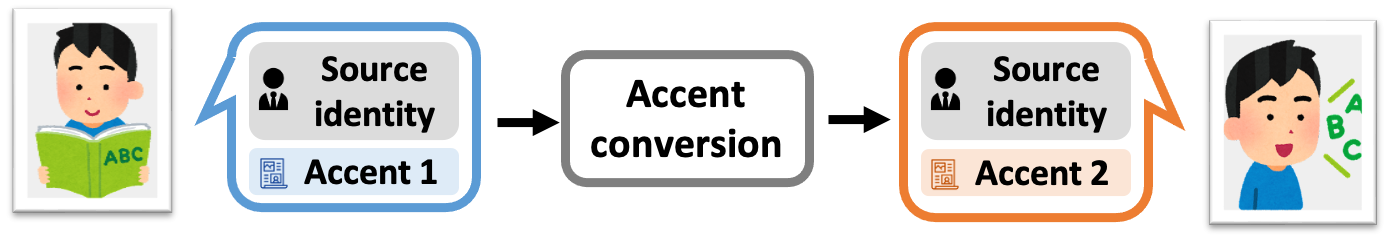 ABC
Source
identity
Accent 1
Accent
conversion
Source
identity
Accent 2
A
B
C